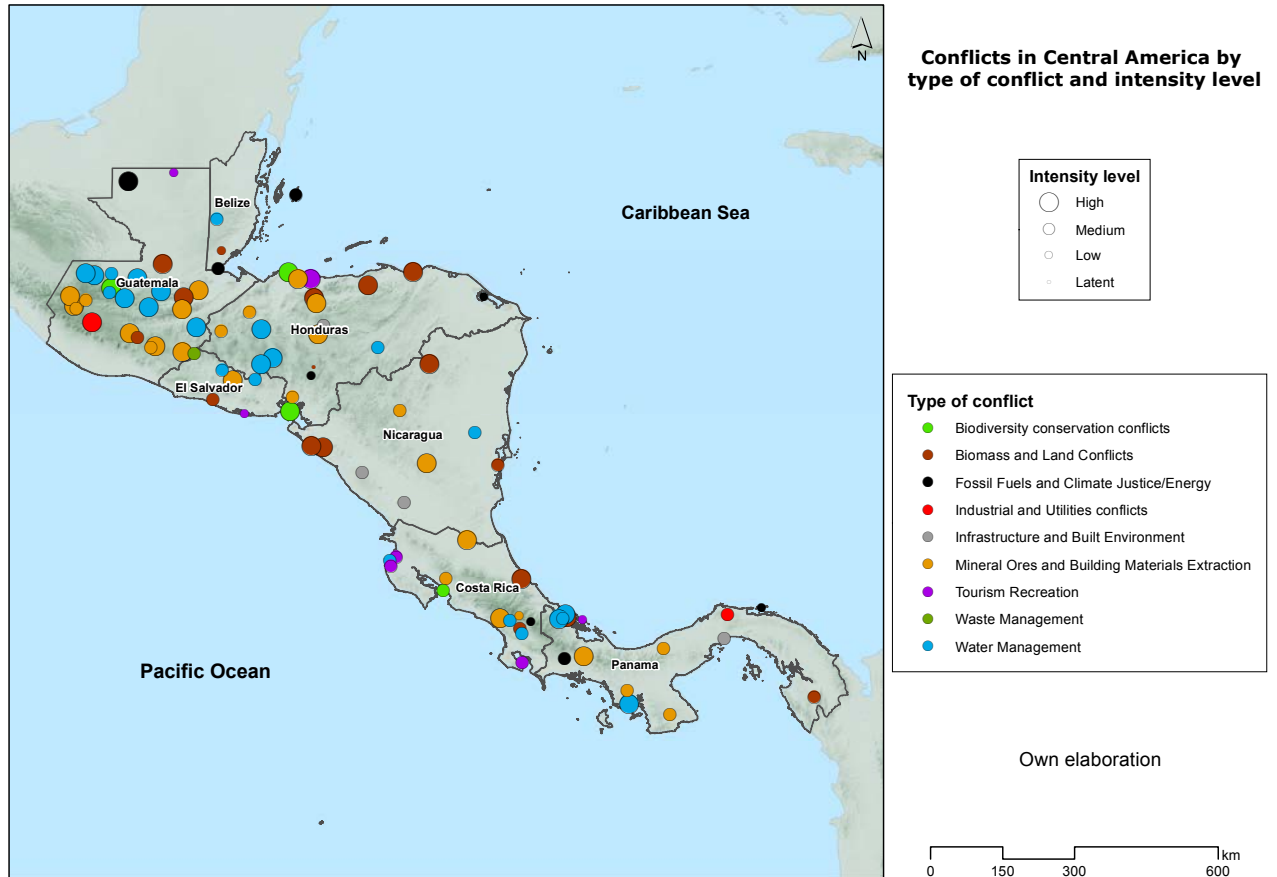 N
Belize
Caribbean Sea
Guatemala
Honduras
El Salvador
Nicaragua
Costa Rica
Panama
Pacific Ocean
Conflicts in Central America by
type of conflict and intensity level
Intensity level
High
Medium
Low
Latent
Type of conflict
Biodiversity conservation conflicts
Biomass and Land Conflicts
Fossil Fuels and Climate Justice/Energy
Industrial and Utilities conflicts
Infrastructure and Built Environment
Mineral Ores and Building Materials Extraction
Tourism Recreation
Waste Management
Water Management
Own elaboration
km
0 150 300 600